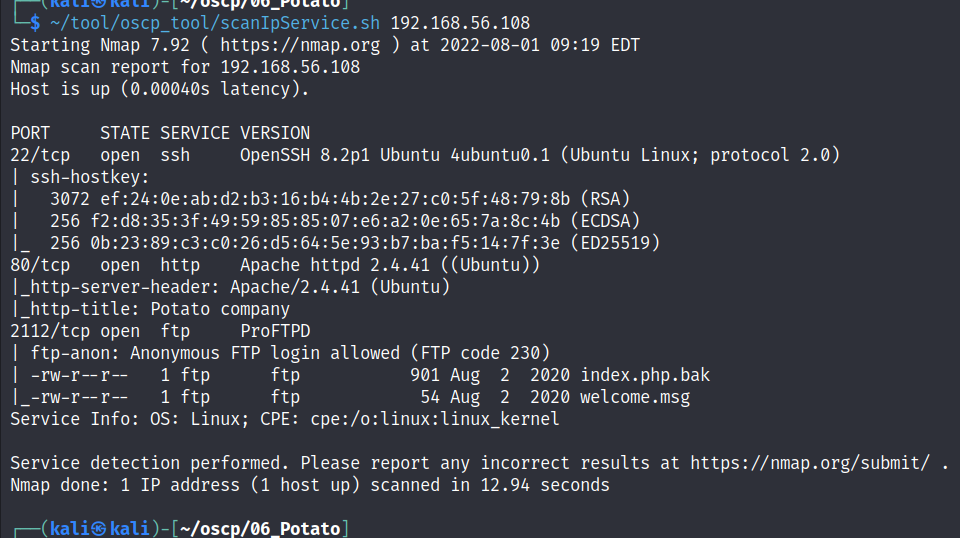 ┌──(kali㉿kali)-[~/oscp/06_Potato]
└─$ ~/tool/oscp_tool/scanIpService.sh 192.168.56.108
Starting Nmap 7.92 ( https://nmap.org ) at 2022-08-01 09:19 EDT
Nmap scan report for 192.168.56.108
Host is up (0.00040s latency).

PORT     STATE SERVICE VERSION
22/tcp   open  ssh     OpenSSH 8.2p1 Ubuntu 4ubuntu0.1 (Ubuntu Linux; protocol 2.0)
| ssh-hostkey:
|   3072 ef:24:0e:ab:d2:b3:16:b4:4b:2e:27:c0:5f:48:79:8b (RSA)
|   256 f2:d8:35:3f:49:59:85:85:07:e6:a2:0e:65:7a:8c:4b (ECDSA)
|_  256 0b:23:89:c3:c0:26:d5:64:5e:93:b7:ba:f5:14:7f:3e (ED25519)
80/tcp   open  http    Apache httpd 2.4.41 ((Ubuntu))
|_http-server-header: Apache/2.4.41 (Ubuntu)
|_http-title: Potato company
2112/tcp open  ftp     ProFTPD
| ftp-anon: Anonymous FTP login allowed (FTP code 230)
| -rw-r--r--   1 ftp      ftp           901 Aug  2  2020 index.php.bak
|_-rw-r--r--   1 ftp      ftp            54 Aug  2  2020 welcome.msg
Service Info: OS: Linux; CPE: cpe:/o:linux:linux_kernel

Service detection performed. Please report any incorrect results at https://nmap.org/submit/ .
Nmap done: 1 IP address (1 host up) scanned in 12.94 seconds

┌──(kali㉿kali)-[~/oscp/06_Potato]